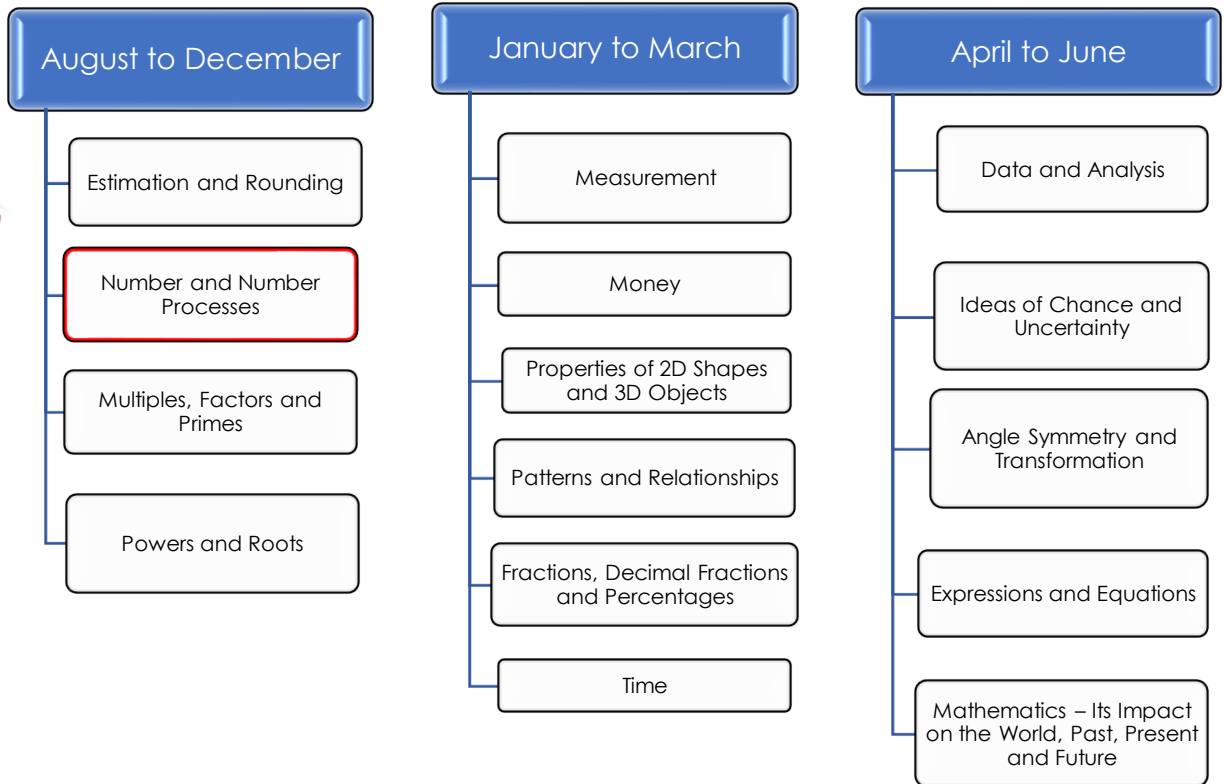 August to December
Estimation and Rounding
Number and Number
Processes
Multiples, Factors and
Primes
Powers and Roots
January to March
Measurement
Money
Properties of 2D Shapes
and 3D Objects
Patterns and Relationships
Fractions, Decimal Fractions
and Percentages
Time
April to June
Data and Analysis
Ideas of Chance and
Uncertainty
Angle Symmetry and
Transformation
Expressions and Equations
Mathematics – Its Impact
on the World, Past, Present
and Future